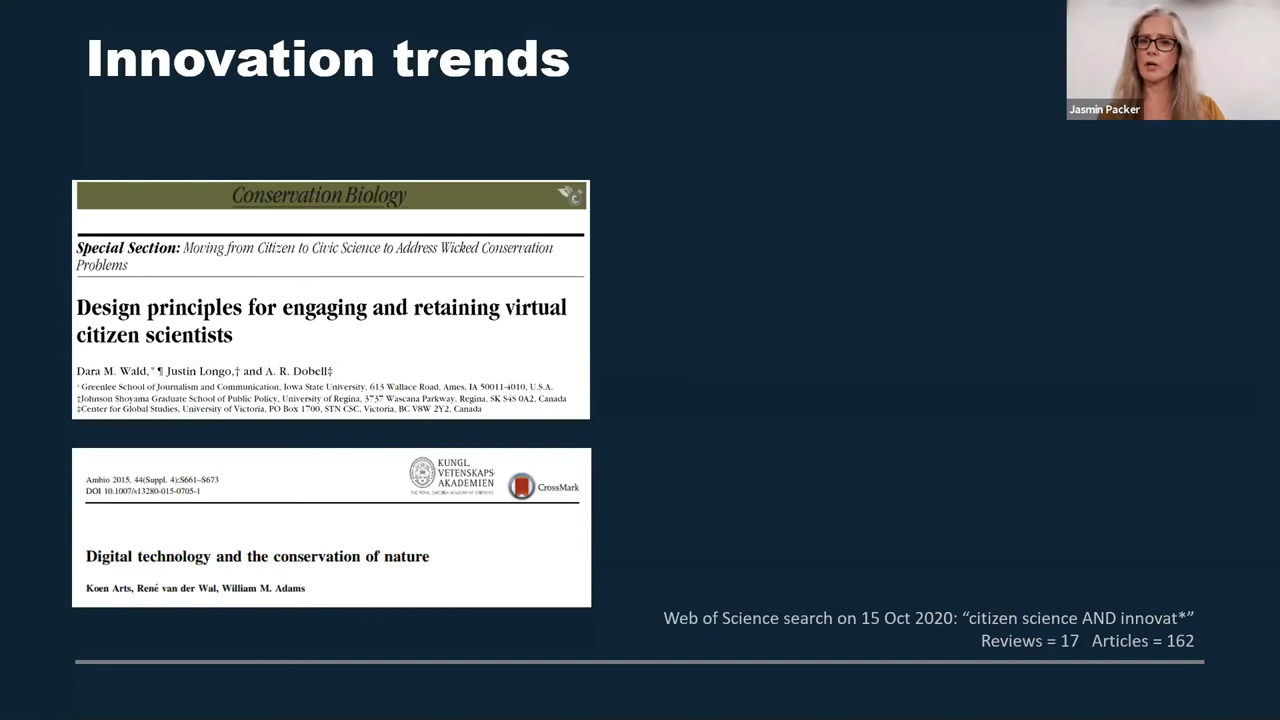 Innovation trends
Jasmin Packer
Conservation Biology
Special Section: Moving from Citizen to Civic Science to Address Wicked Conservation
Problems
Design principles for engaging and retaining virtual
citizen scientists
Dara M. Wald,*¶ Justin Longo,† and A. R. Dobell‡
*Greenlee School of Journalism and Communication, Iowa State University, 613 Wallace Road, Ames, IA 50011-4010, U.S.A.
†Johnson Shoyama Graduate School of Public Policy, University of Regina, 3737 Wascana Parkway, Regina, SK S4S 0A2, Canada
‡Center for Global Studies, University of Victoria, PO Box 1700, STN CSC, Victoria, BC V8W 2Y2, Canada
Ambio 2015, 44(Suppl. 4):S661–S673
DOI 10.1007/s13280-015-0705-1
KUNGL.
VETENSKAPS
AKADEMIEN
THE ROYAL SWEDISH ACADEMY OF SCIENCES
CrossMark
Digital technology and the conservation of nature
Koen Arts, René van der Wal, William M. Adams
Web of Science search on 15 Oct 2020: “citizen science AND innovat*”
Reviews = 17 Articles = 162